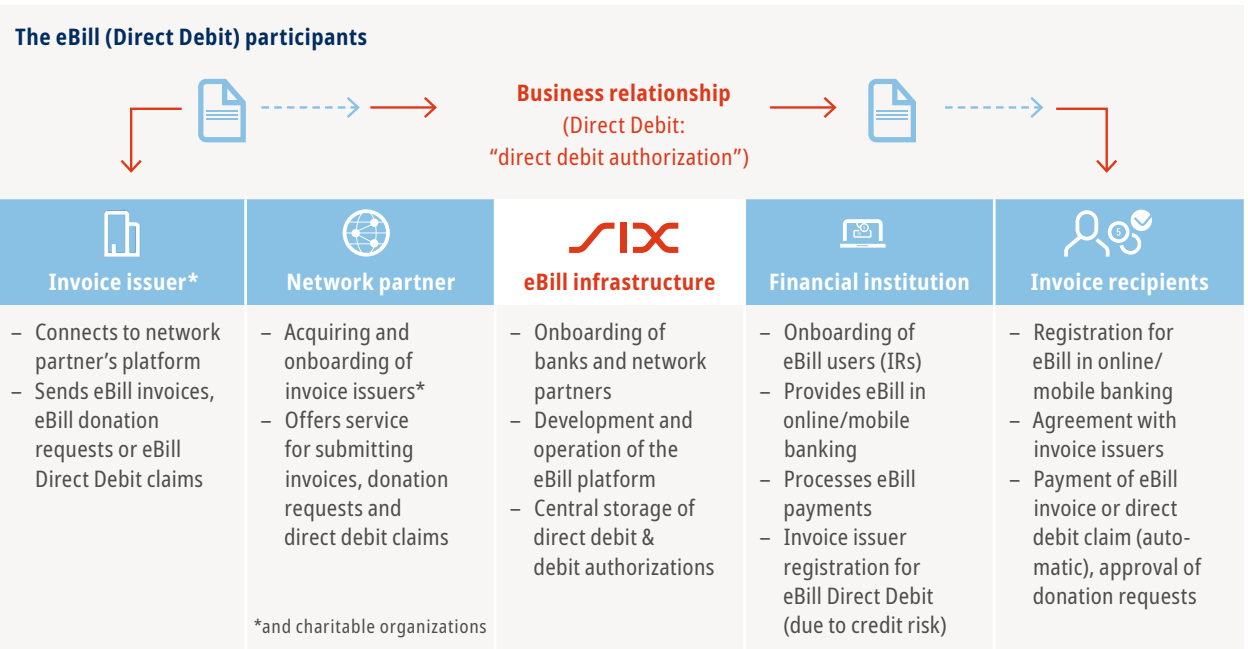 The eBill (Direct Debit) participants
Business relationship
(Direct Debit:
“direct debit authorization”)
Invoice issuer*
– Connects to network
partner’s platform
– Sends eBill invoices,
eBill donation
requests or eBill
Direct Debit claims
Network partner
– Acquiring and
onboarding of
invoice issuers*
– Offers service
for submitting
invoices, donation
requests and
direct debit claims
*and charitable organizations
SIX
eBill infrastructure
– Onboarding of
banks and network
partners
– Development and
operation of the
eBill platform
– Central storage of
direct debit &
debit authorizations
Financial institution
– Onboarding of
eBill users (IRs)
– Provides eBill in
online/mobile
banking
– Processes eBill
payments
– Invoice issuer
registration for
eBill Direct Debit
(due to credit risk)
5
Invoice recipients
– Registration for
eBill in online/
mobile banking
– Agreement with
invoice issuers
– Payment of eBill
invoice or direct
debit claim (auto-
matic), approval of
donation requests